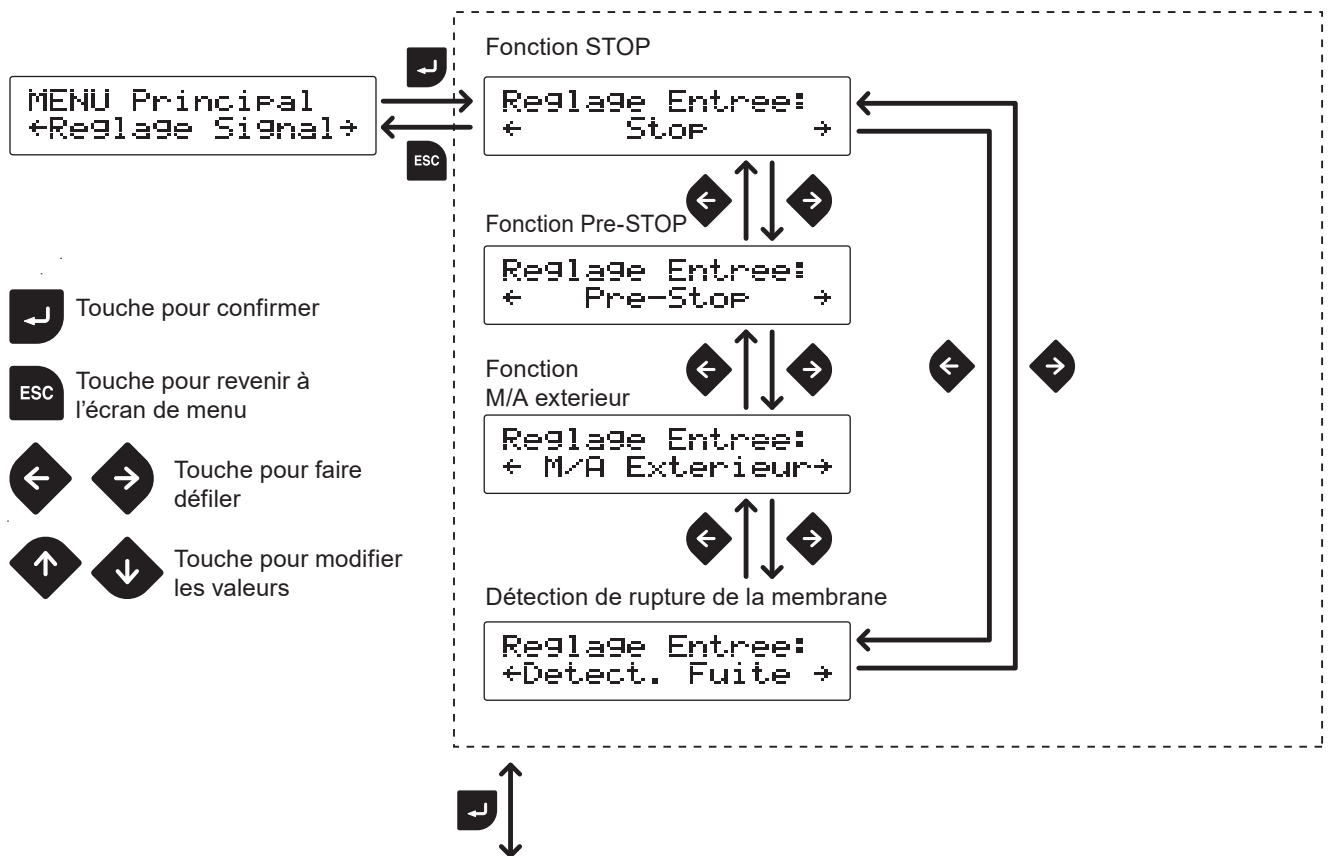 Fonction STOP
MENU Principal
←Reglage Signal→
ESC
Reglage Entree:
← Stop →
Fonction Pre-STOP
Reglage Entree:
← Pre-Stop →
Touche pour confirmer
ESC
Touche pour revenir à
l'écran de menu
Touche pour faire
défiler
Touche pour modifier
les valeurs
Fonction
M/A exterieur
Reglage Entree:
← M/A Exterieur→
Détection de rupture de la membrane
Reglage Entree:
←Detect. Fuite →